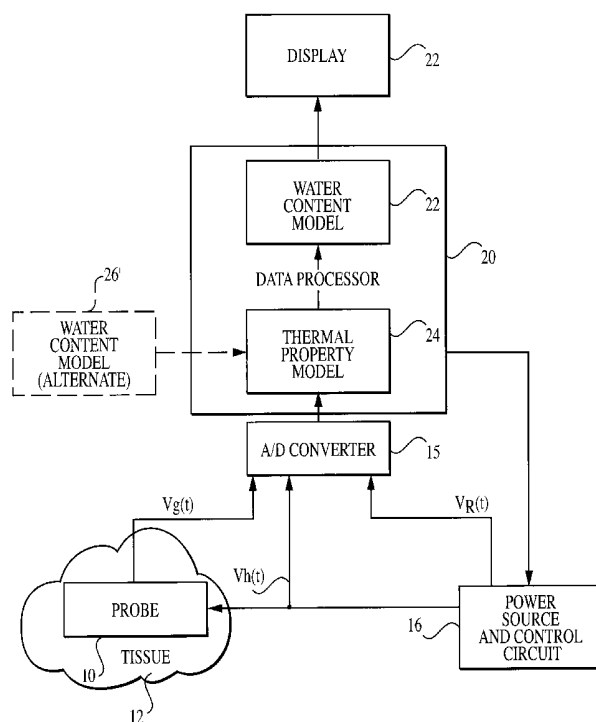 DISPLAY
22
WATER
CONTENT
MODEL
22
20
DATA PROCESSOR
26'
WATER
CONTENT
MODEL
(ALTERNATE)
THERMAL
PROPERTY
MODEL
24
A/D CONVERTER
15
Vg(t)
VR(t)
Vh(t)
PROBE
10
TISSUE
12
POWER
SOURCE
AND CONTROL
CIRCUIT
16